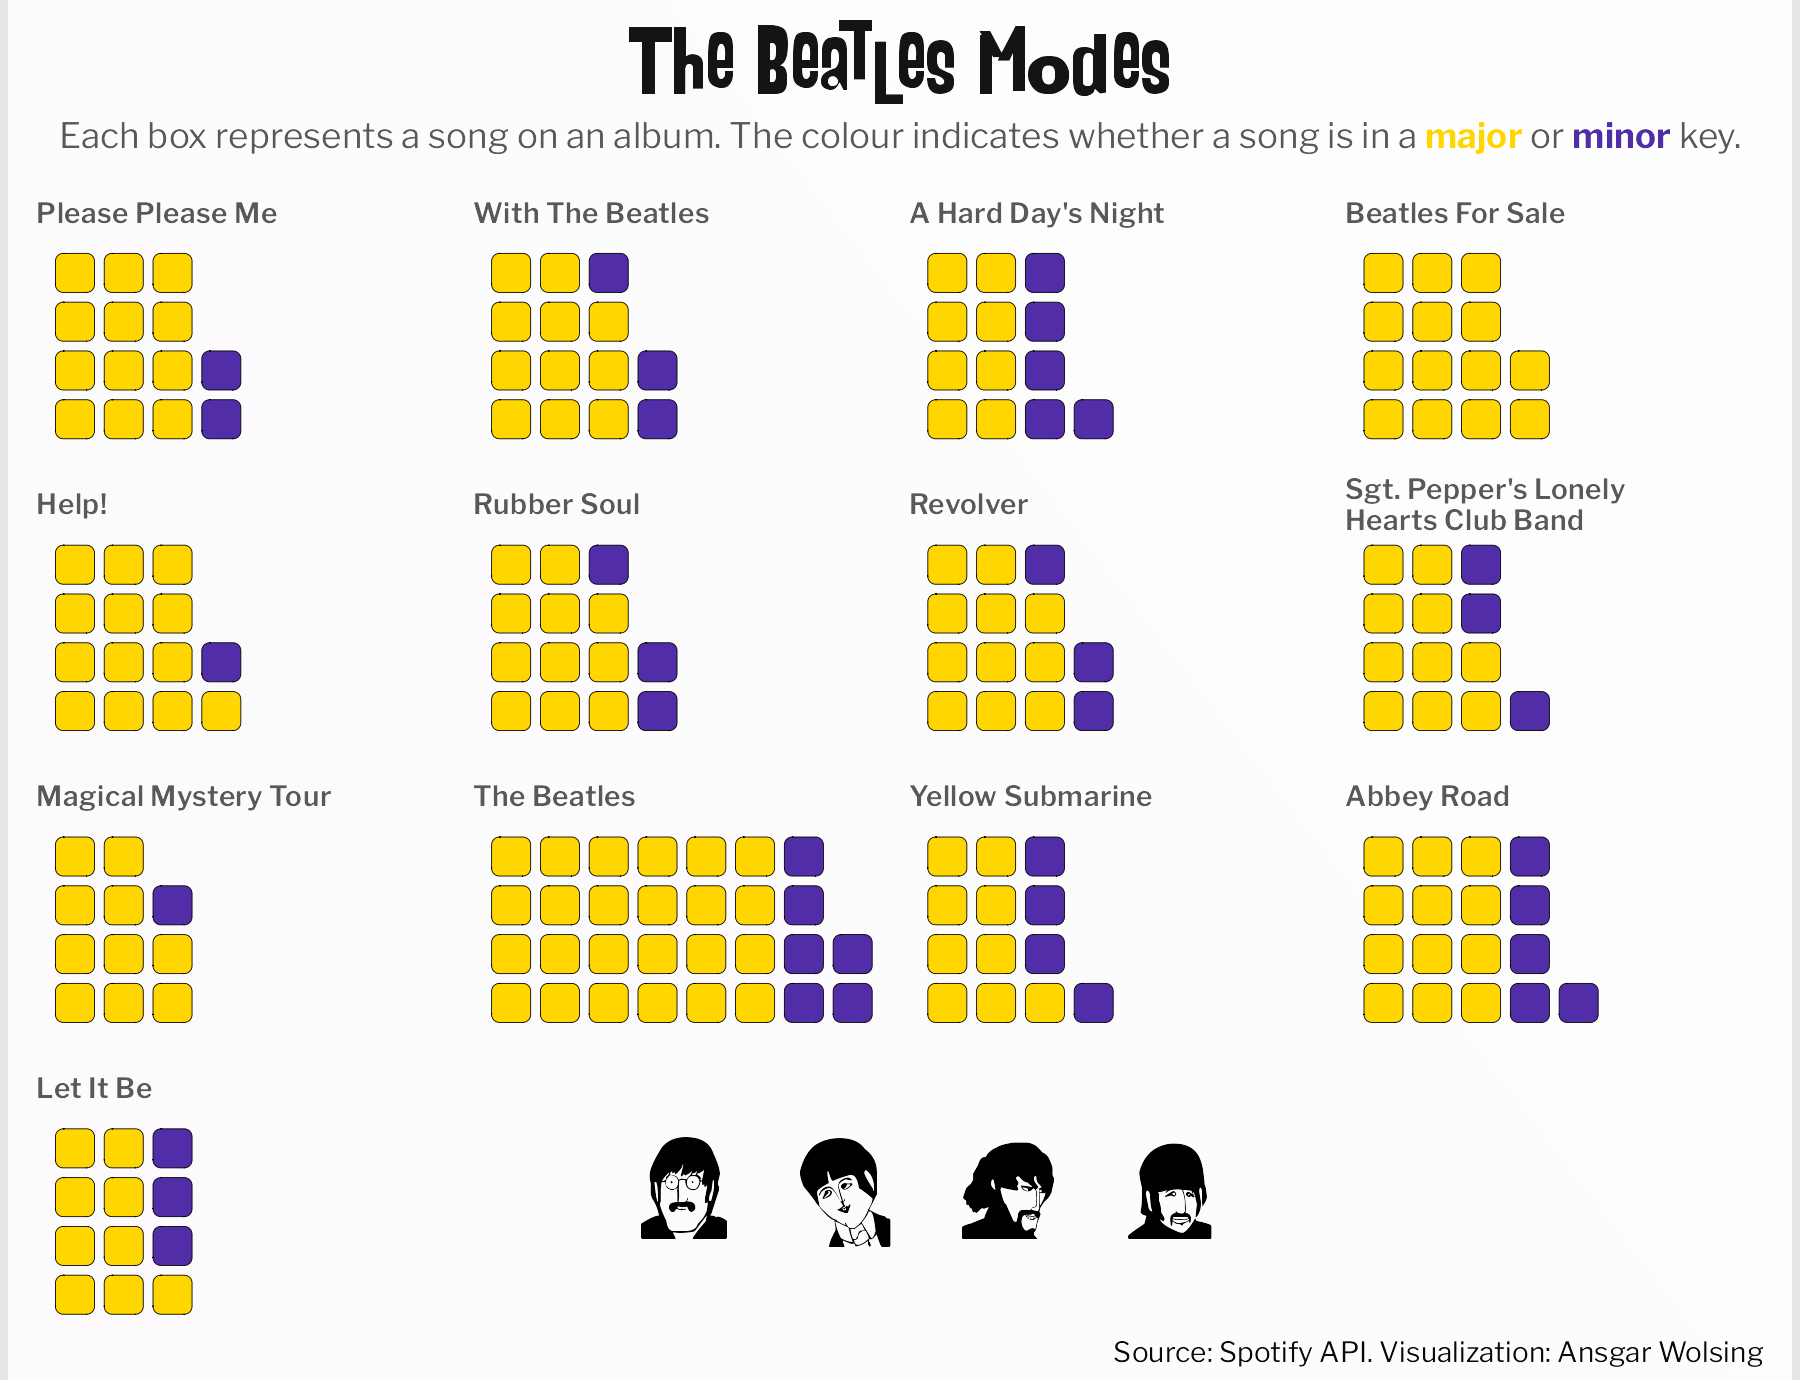 The Beatles Modes
Each box represents a song on an album. The colour indicates whether a song is in a major or minor key.
Please Please Me
With The Beatles
A Hard Day's Night
Beatles For Sale
Help!
Rubber Soul
Revolver
Sgt. Pepper's Lonely
Hearts Club Band
Magical Mystery Tour
The Beatles
Yellow Submarine
Abbey Road
Let It Be
Source: Spotify API. Visualization: Ansgar Wolsing